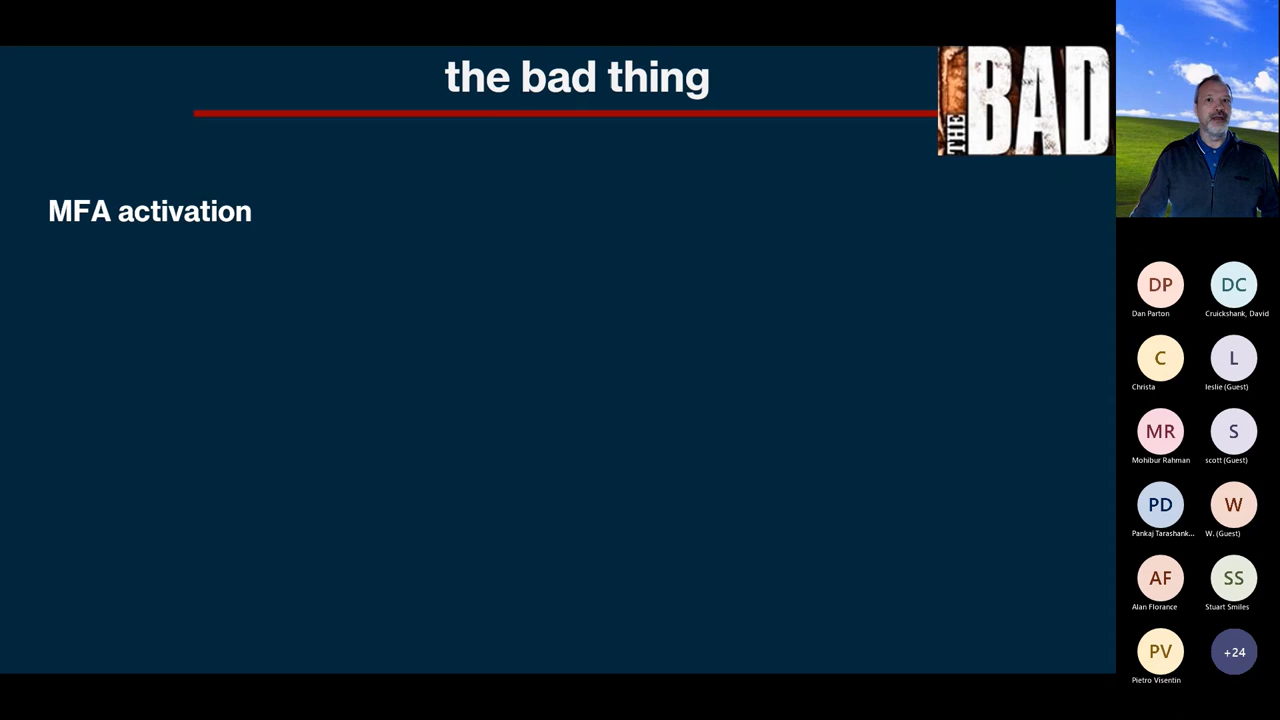 the bad thing
THE BAD
MFA activation
DP
DC
Dan Parton
Cruickshank, David
C
L
Christa
leslie (Guest)
MR
S
Mohibur Rahman
scott (Guest)
PD
W
Pankaj Tarashank...
W. (Guest)
AF
SS
Alan Florance
Stuart Smiles
PV
+24
Pietro Visentin